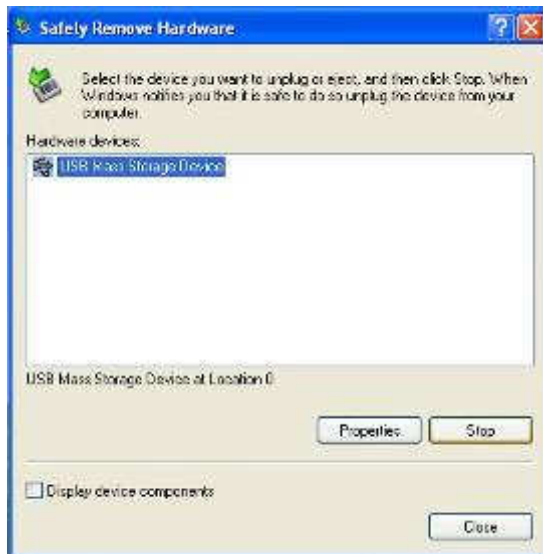 Safely Remove Hardware
Select the device you want to unplug or eject, and then click Stop. When
Windows notifies you that it is safe to do so unplug the device from your
computer.
Hardware devices:
USB Mass Storage Device
USB Mass Storage Device at Location 0
Properties Stop
Display device components
Close